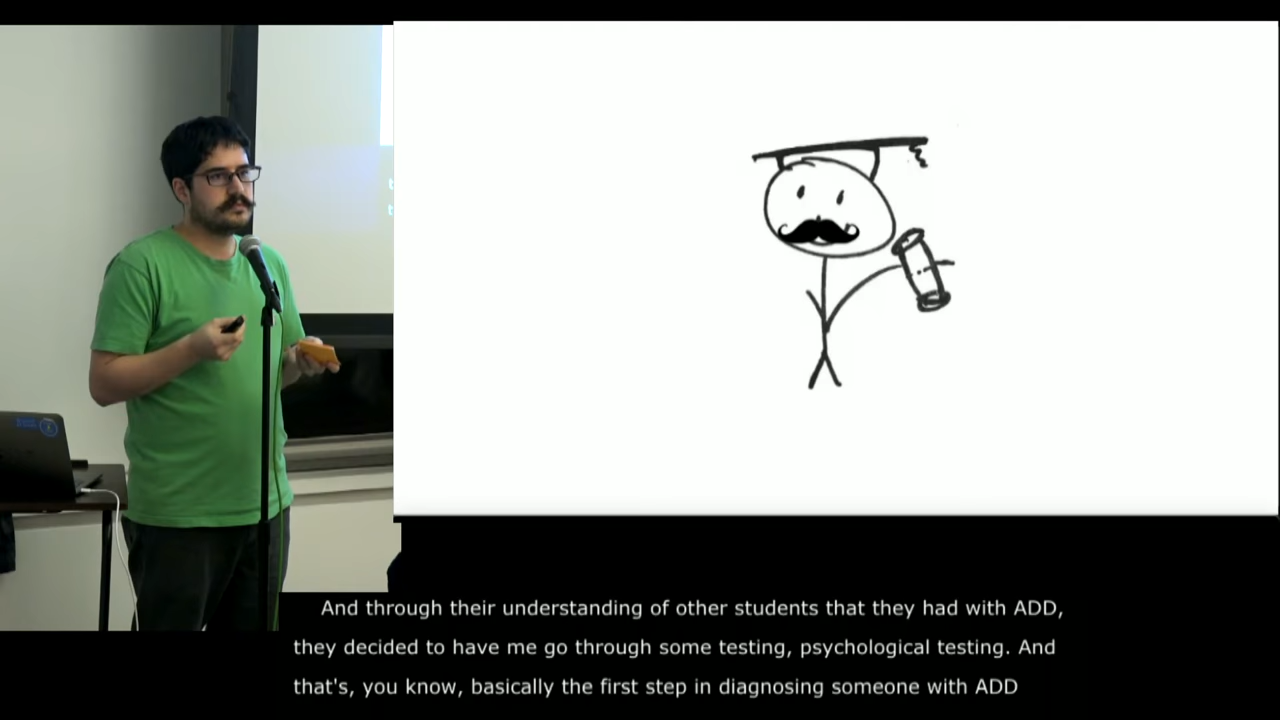 And through their understanding of other students that they had with ADD,
they decided to have me go through some testing, psychological testing. And
that's, you know, basically the first step in diagnosing someone with ADD